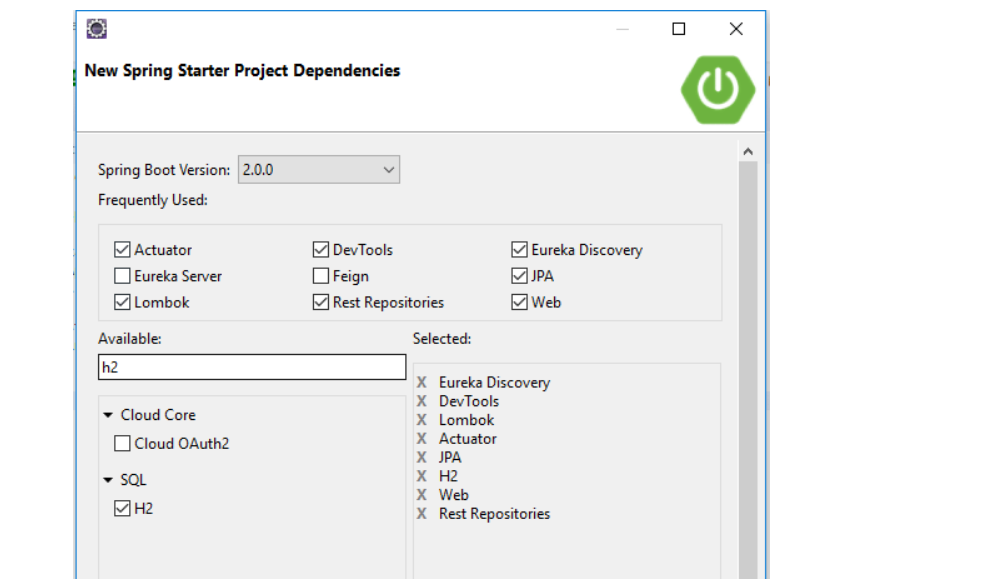 New Spring Starter Project Dependencies
Spring Boot Version: 2.0.0
Frequently Used:
Actuator DevTools Eureka Discovery
Eureka Server Feign JPA
Lombok Rest Repositories Web
Available: Selected:
h2
Cloud Core
Cloud OAuth2
SQL
H2
X Eureka Discovery
X DevTools
X Lombok
X Actuator
X JPA
X H2
X Web
X Rest Repositories